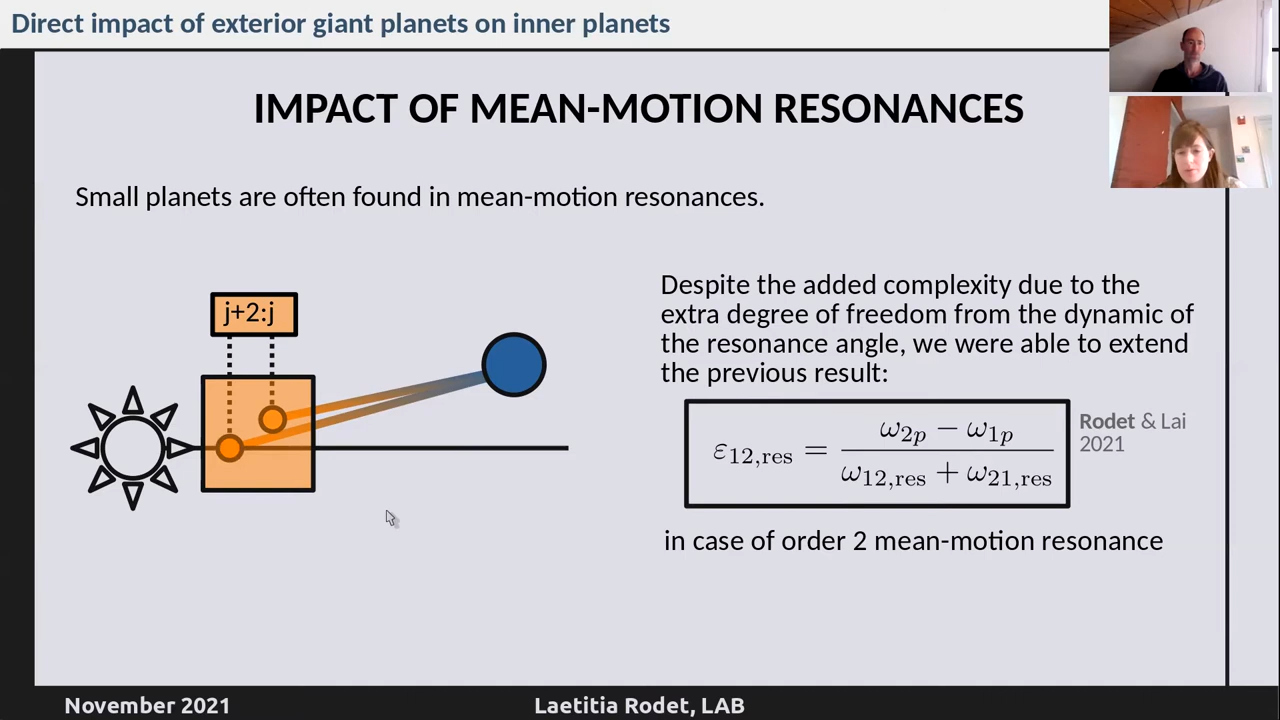 Direct impact of exterior giant planets on inner planets
IMPACT OF MEAN-MOTION RESONANCES
Small planets are often found in mean-motion resonances.
j+2:j
Despite the added complexity due to the
extra degree of freedom from the dynamic of
the resonance angle, we were able to extend
the previous result:
ε₁₂,res = (ω₂p − ω₁p) / (ω₁₂,res + ω₂₁,res)
Rodet & Lai
2021
in case of order 2 mean-motion resonance
November 2021
Laetitia Rodet, LAB